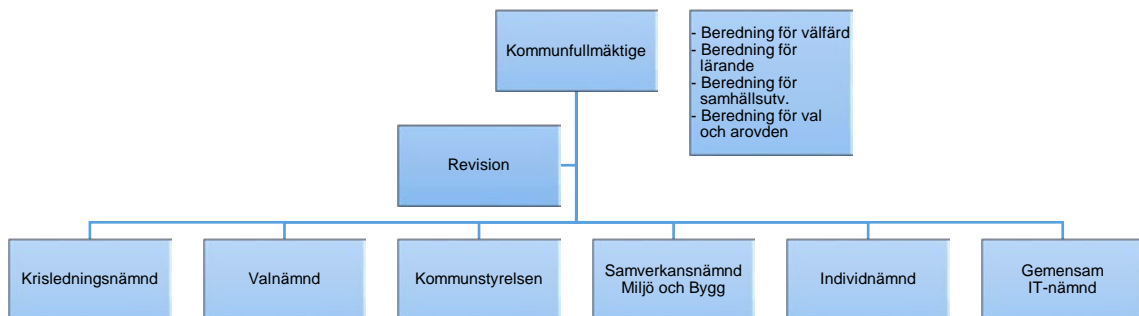 Kommunfullmäktige
- Beredning för välfärd
- Beredning för
lärande
- Beredning för
samhällsutv.
- Beredning för val
och arovden
Revision
Krisledningsnämnd
Valnämnd
Kommunstyrelsen
Samverkansnämnd
Miljö och Bygg
Individnämnd
Gemensam
IT-nämnd